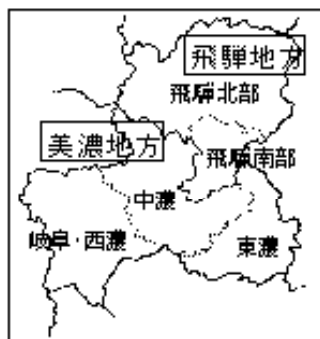 飛騨地方
飛騨北部
美濃地方
飛騨南部
中濃
岐阜・西濃
東濃